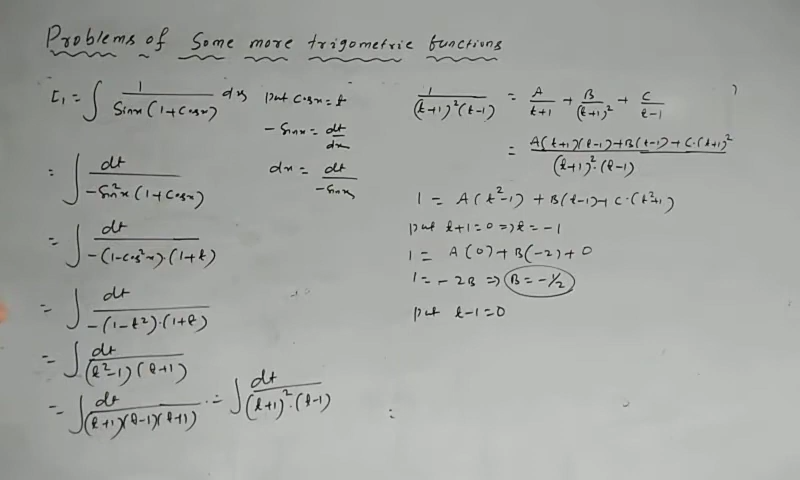 Problems of Some more trigometric functions
I₁ = ∫ 1/(Sinx(1+Cosx)) dx
put Cosx = t
-Sinx = dt/dx
dx = dt/-Sinx
= ∫ dt/(-Sin²x(1+Cosx))
= ∫ dt/(-(1-Cos²x)·(1+t))
= ∫ dt/(-(1-t²)·(1+t))
= ∫ dt/((t²-1)(t+1))
= ∫ dt/((t+1)(t-1)(t+1)) = ∫ dt/((t+1)²·(t-1))
1/((t+1)²(t-1)) = A/(t+1) + B/(t+1)² + C/(t-1)
= (A(t+1)(t-1)+B(t-1)+C·(t+1)²)/((t+1)²·(t-1))
1 = A(t²-1) + B(t-1)+C·(t²+1)
put t+1=0 ⇒ t = -1
1 = A(0)+B(-2)+0
1 = -2B ⇒ B = -1/2
put t-1=0